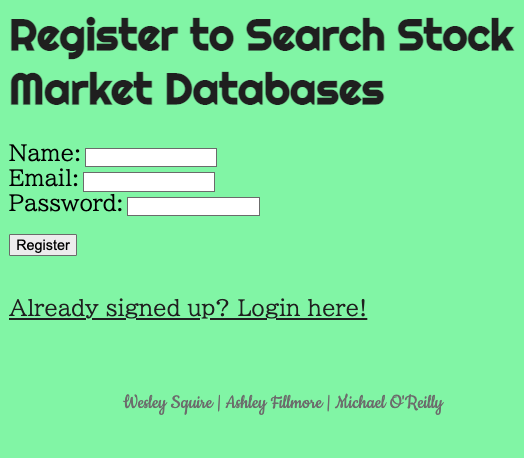 Register to Search Stock
Market Databases
Name:
Email:
Password:
Register
Already signed up? Login here!
Wesley Squire | Ashley Fillmore | Michael O'Reilly